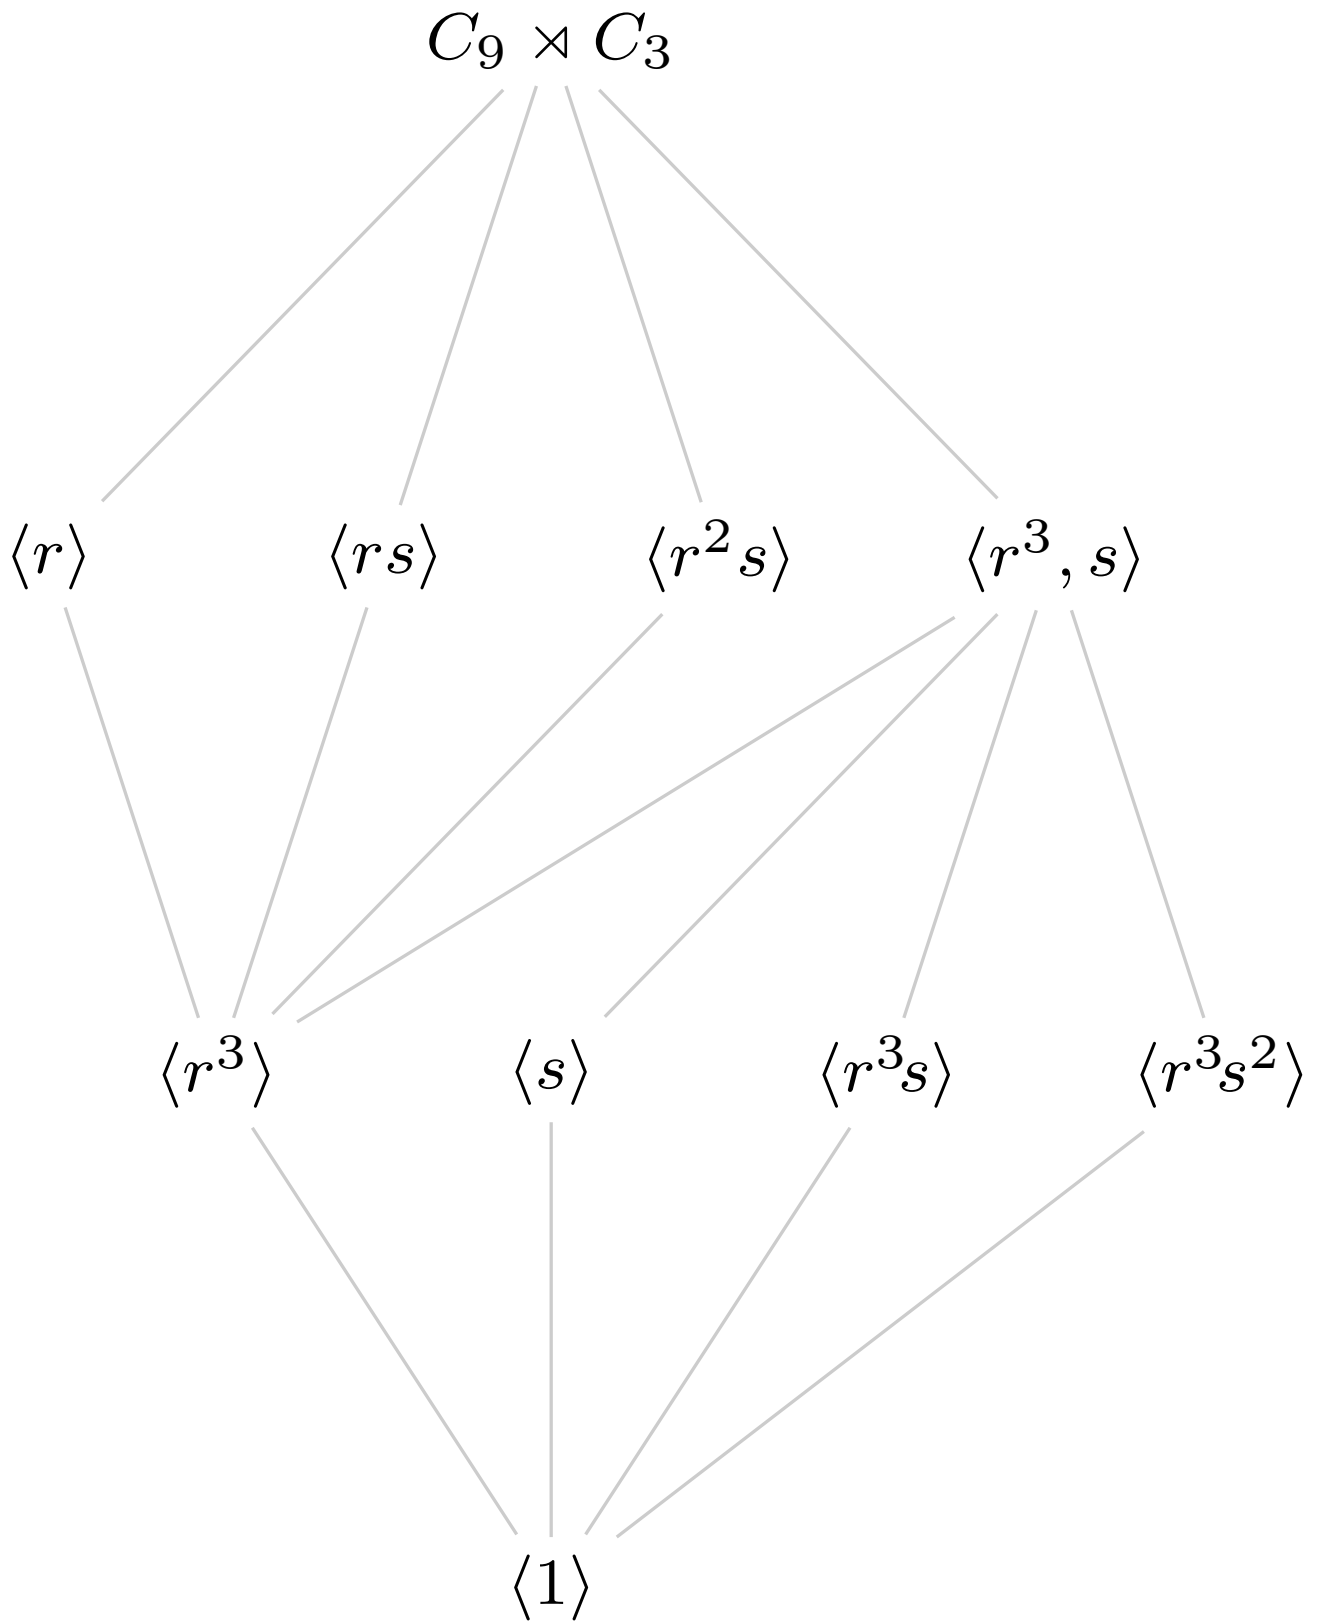 C₉ ⋊ C₃
⟨r⟩ ⟨rs⟩ ⟨r²s⟩ ⟨r³, s⟩
⟨r³⟩ ⟨s⟩ ⟨r³s⟩ ⟨r³s²⟩
⟨1⟩